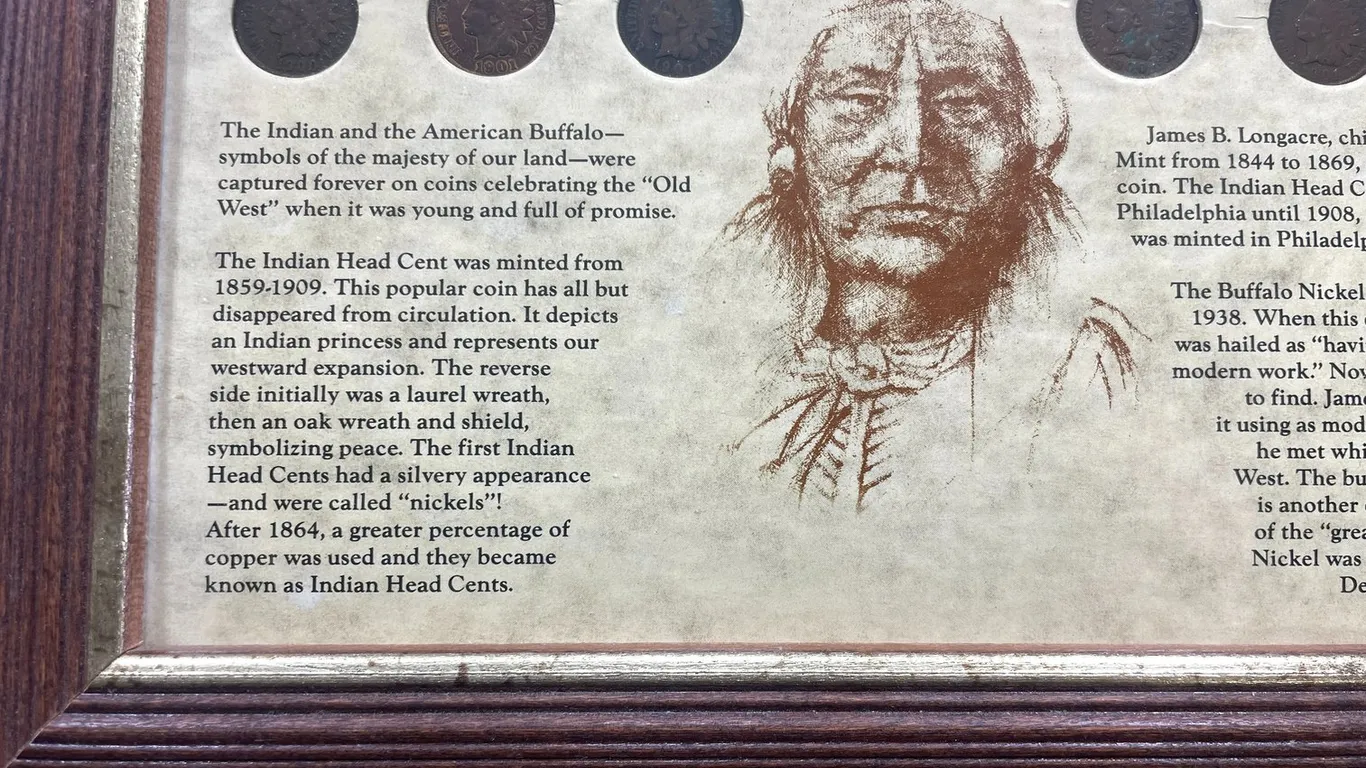 1901
The Indian and the American Buffalo—
symbols of the majesty of our land—were
captured forever on coins celebrating the “Old
West” when it was young and full of promise.
The Indian Head Cent was minted from
1859-1909. This popular coin has all but
disappeared from circulation. It depicts
an Indian princess and represents our
westward expansion. The reverse
side initially was a laurel wreath,
then an oak wreath and shield,
symbolizing peace. The first Indian
Head Cents had a silvery appearance
—and were called “nickels”!
After 1864, a greater percentage of
copper was used and they became
known as Indian Head Cents.
James B. Longacre,
Mint from 1844 to 1869,
coin. The Indian Head
Philadelphia until 1908,
was minted in
The Buffalo Nickel
1938. When this
was hailed as
modern work.”
to find.
it using as
he met
West. The
is another
of the
Nickel was